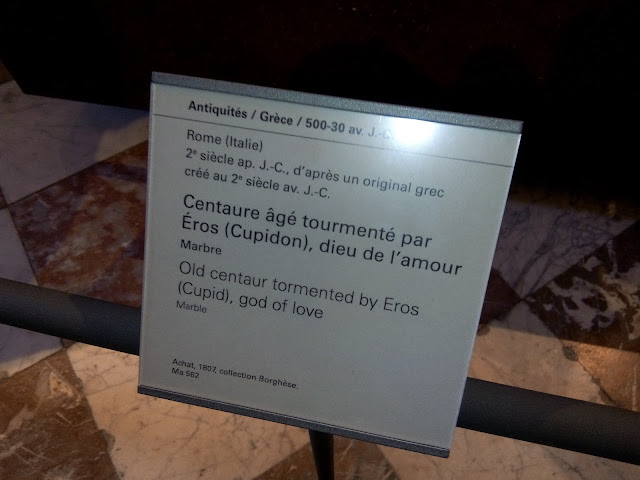 Antiquités / Grèce / 500-30 av. J.-C.
Rome (Italie)
2e siècle ap. J.-C., d'après un original grec
créé au 2e siècle av. J.-C.
Centaure âgé tourmenté par
Éros (Cupidon), dieu de l'amour
Marbre
Old centaur tormented by Eros
(Cupid), god of love
Marble
Achat, 1807, collection Borghèse.
Ma 562